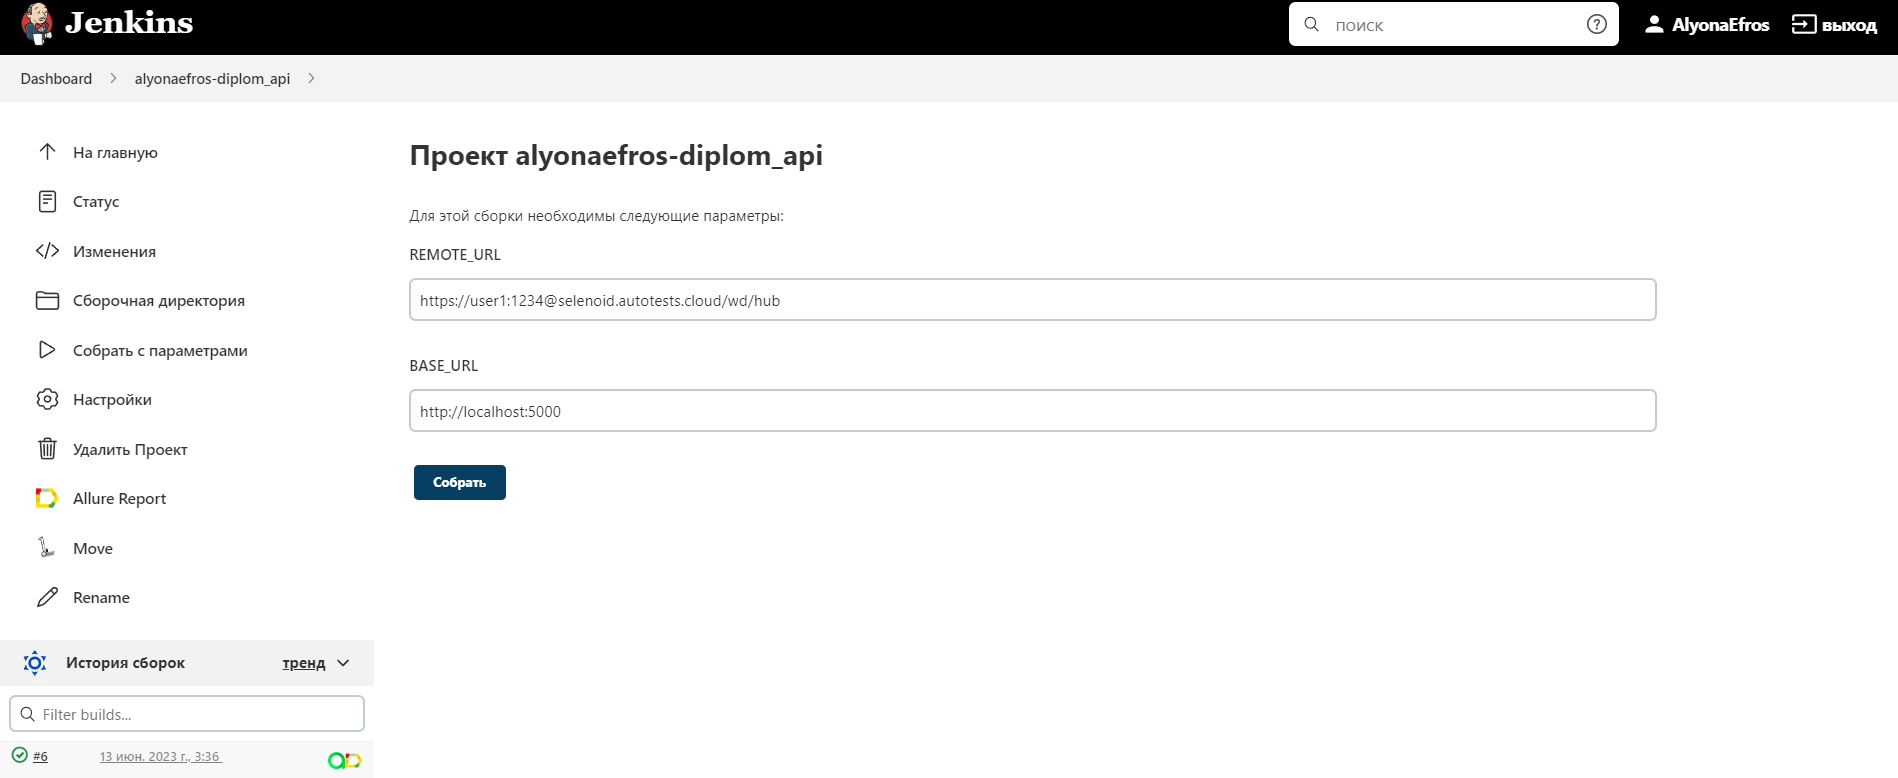 Jenkins
поиск
AlyonaEfros
выход
Dashboard
alyonaefros-diplom_api
На главную
Статус
Изменения
Сборочная директория
Собрать с параметрами
Настройки
Удалить Проект
Allure Report
Move
Rename
История сборок
тренд
Filter builds...
#6
13 июн. 2023 г., 3:36
Проект alyonaefros-diplom_api
Для этой сборки необходимы следующие параметры:
REMOTE_URL
https://user1:1234@selenoid.autotests.cloud/wd/hub
BASE_URL
http://localhost:5000
Собрать